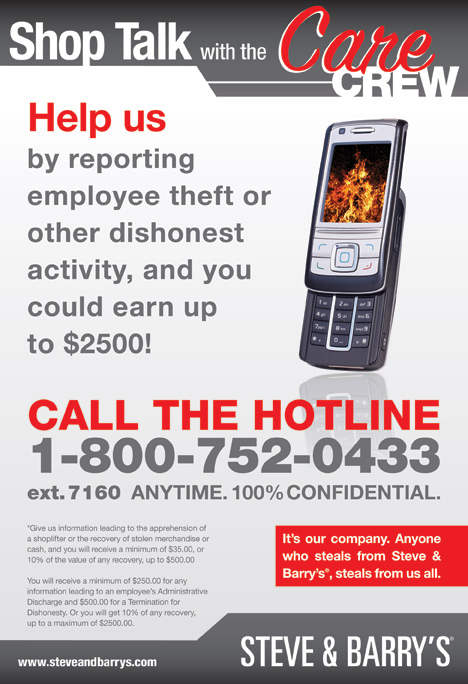 Shop Talk with the Care
CREW
Help us
by reporting
employee theft or
other dishonest
activity, and you
could earn up
to $2500!
CALL THE HOTLINE
1-800-752-0433
ext. 7160 ANYTIME. 100% CONFIDENTIAL.
*Give us information leading to the apprehension of
a shoplifter or the recovery of stolen merchandise or
cash, and you will receive a minimum of $35.00, or
10% of the value of any recovery, up to $500.00
You will receive a minimum of $250.00 for any
information leading to an employee's Administrative
Discharge and $500.00 for a Termination for
Dishonesty. Or you will get 10% of any recovery,
up to a maximum of $2500.00.
It's our company. Anyone
who steals from Steve &
Barry's®, steals from us all.
www.steveandbarrys.com
STEVE & BARRY'S®